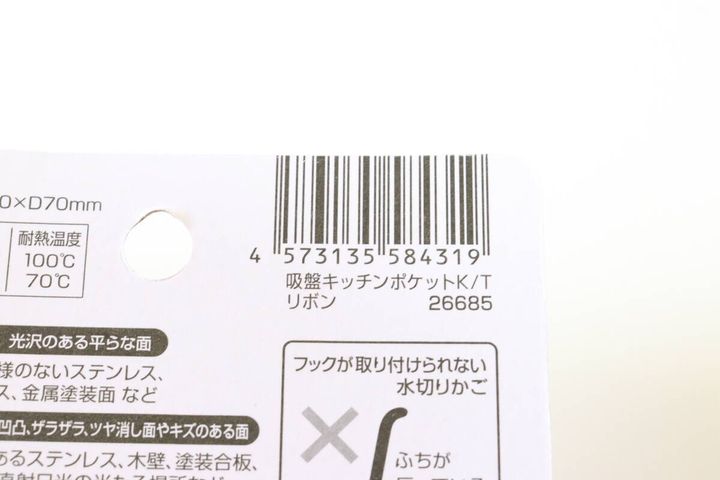 0×D70mm
耐熱温度
100℃
70℃
4 573135 584319
吸盤キッチンポケットK/T
リボン 26685
光沢のある平らな面
様のないステンレス、
ス、金属塗装面 など
凹凸、ザラザラ、ツヤ消し面やキズのある面
あるステンレス、木壁、塗装合板、
フックが取り付けられない
水切りかご
ふちが